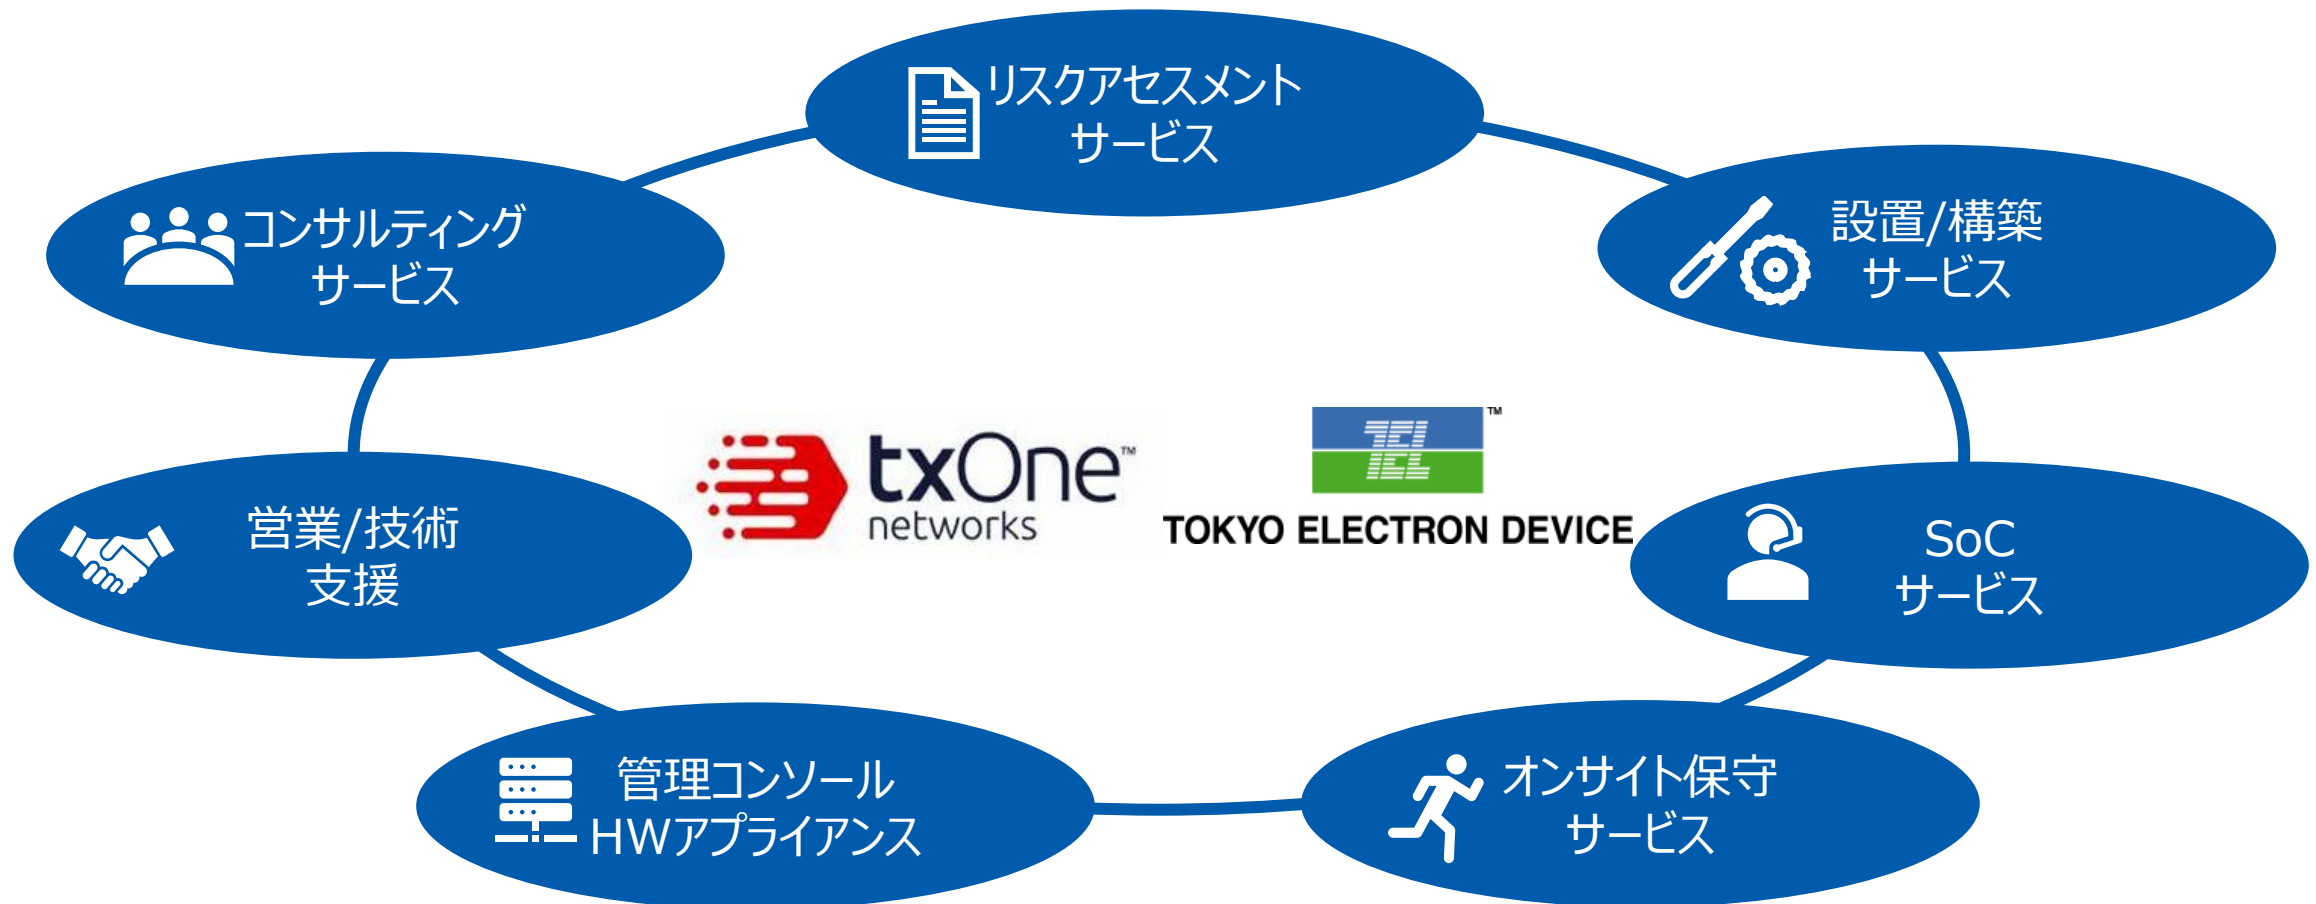 リスクアセスメント
サービス
コンサルティング
サービス
設置/構築
サービス
txOne™
networks
TEL™
TOKYO ELECTRON DEVICE
営業/技術
支援
SoC
サービス
管理コンソール
HWアプライアンス
オンサイト保守
サービス